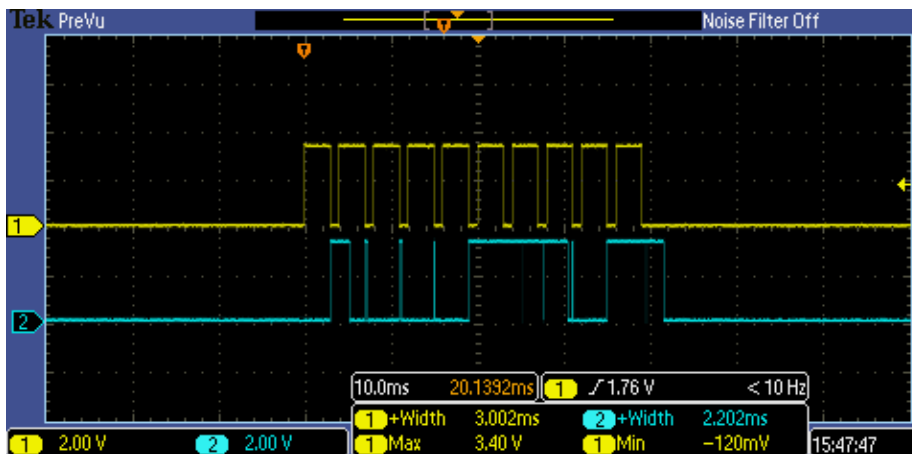 Tek PreVu Noise Filter Off
T
T
1
2
10.0ms 20.1392ms 1 1.76 V < 10 Hz
1 +Width 3.002ms 2 +Width 2.202ms
1 Max 3.40 V 1 Min −120mV
1 2.00 V 2 2.00 V 15:47:47